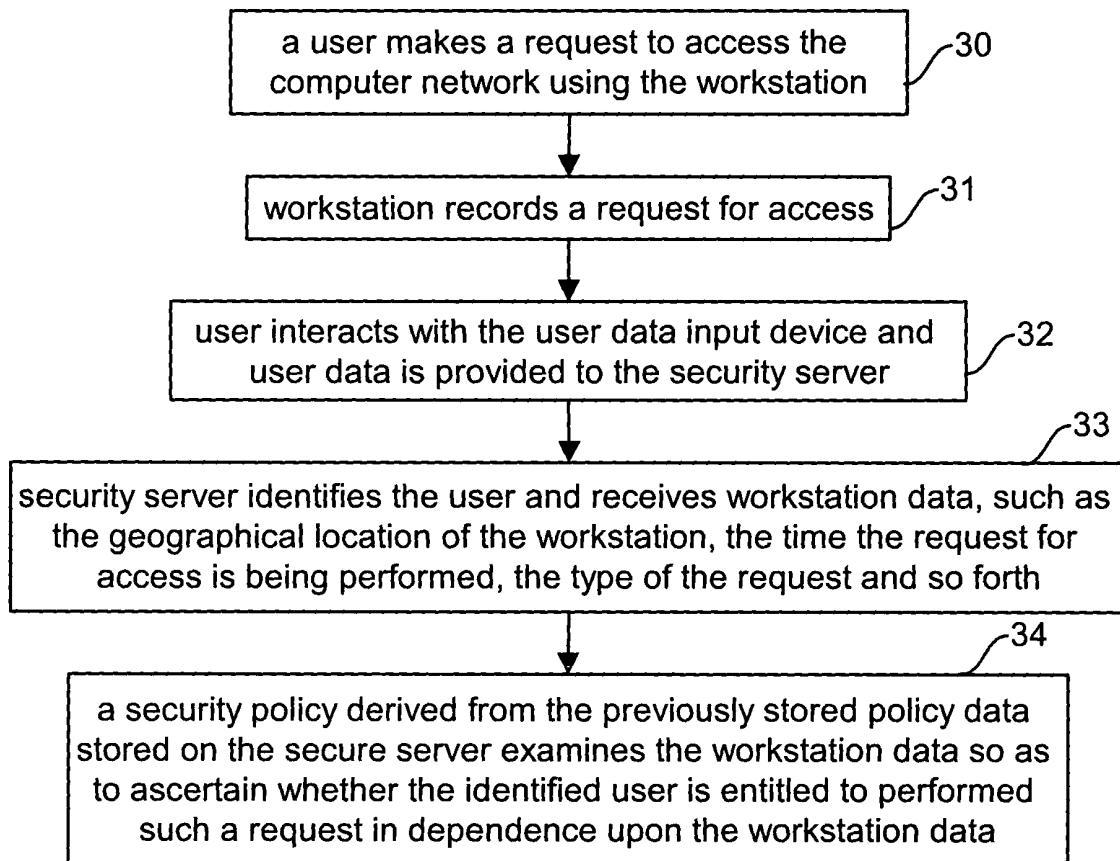 a user makes a request to access the
computer network using the workstation
30
workstation records a request for access
31
user interacts with the user data input device and
user data is provided to the security server
32
33
security server identifies the user and receives workstation data, such as
the geographical location of the workstation, the time the request for
access is being performed, the type of the request and so forth
34
a security policy derived from the previously stored policy data
stored on the secure server examines the workstation data so as
to ascertain whether the identified user is entitled to performed
such a request in dependence upon the workstation data